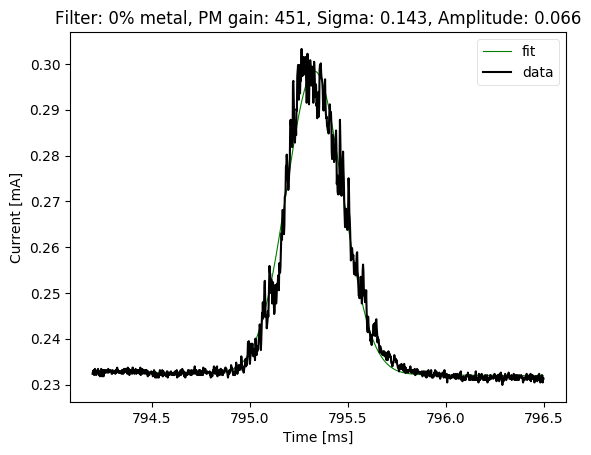 Filter: 0% metal, PM gain: 451, Sigma: 0.143, Amplitude: 0.066
fit
data
0.30
0.29
0.28
0.27
0.26
0.25
0.24
0.23
Current [mA]
794.5
795.0
795.5
796.0
796.5
Time [ms]